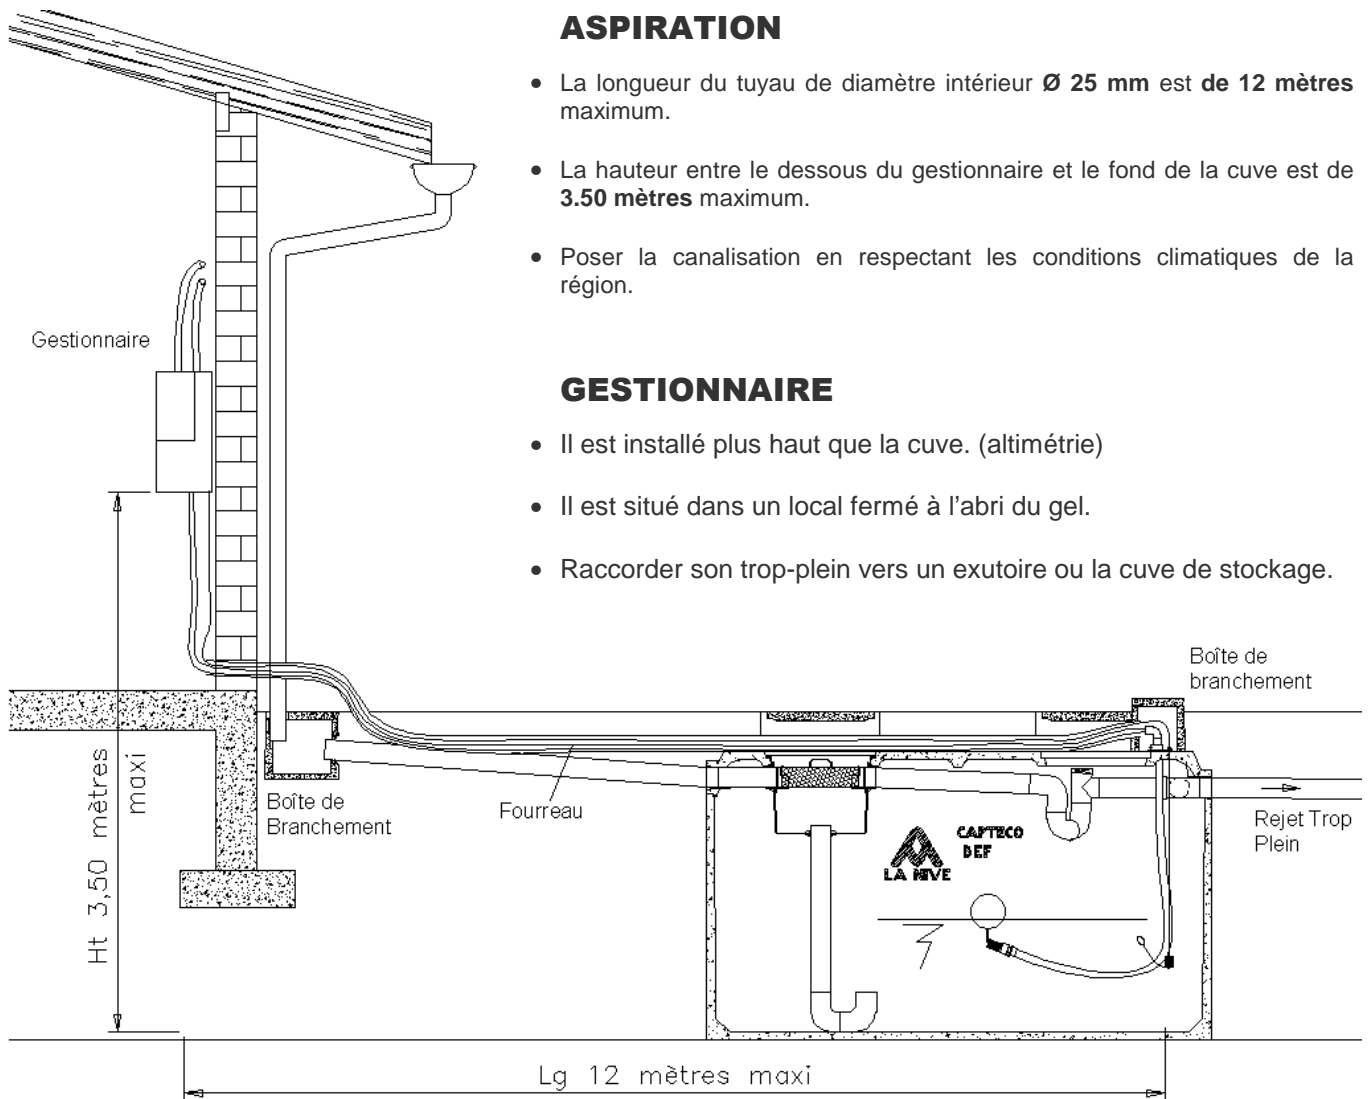 ASPIRATION
• La longueur du tuyau de diamètre intérieur Ø 25 mm est de 12 mètres
maximum.
• La hauteur entre le dessous du gestionnaire et le fond de la cuve est de
3.50 mètres maximum.
• Poser la canalisation en respectant les conditions climatiques de la
région.
Gestionnaire
GESTIONNAIRE
• Il est installé plus haut que la cuve. (altimétrie)
• Il est situé dans un local fermé à l’abri du gel.
• Raccorder son trop-plein vers un exutoire ou la cuve de stockage.
Boîte de
branchement
Ht 3,50 mètres
maxi
Boîte de
Branchement
Fourreau
CAPTECO
BEF
LA NIVE
Rejet Trop
Plein
Lg 12 mètres maxi